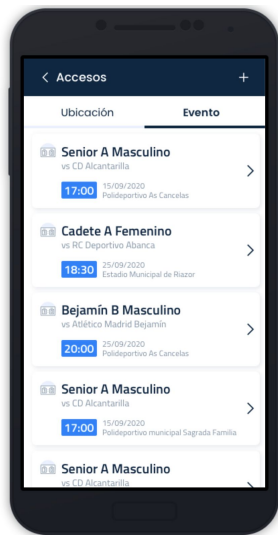 Accesos
Ubicación
Evento
Senior A Masculino
vs CD Alcantarilla
17:00
15/09/2020
Polideportivo As Cancelas
Cadete A Femenino
vs RC Deportivo Abanca
18:30
25/09/2020
Estadio Municipal de Riazor
Bejamín B Masculino
vs Atlético Madrid Bejamín
20:00
25/09/2020
Polideportivo As Cancelas
Senior A Masculino
vs CD Alcantarilla
17:00
15/09/2020
Polideportivo municipal Sagrada Familia
Senior A Masculino
vs CD Alcantarilla